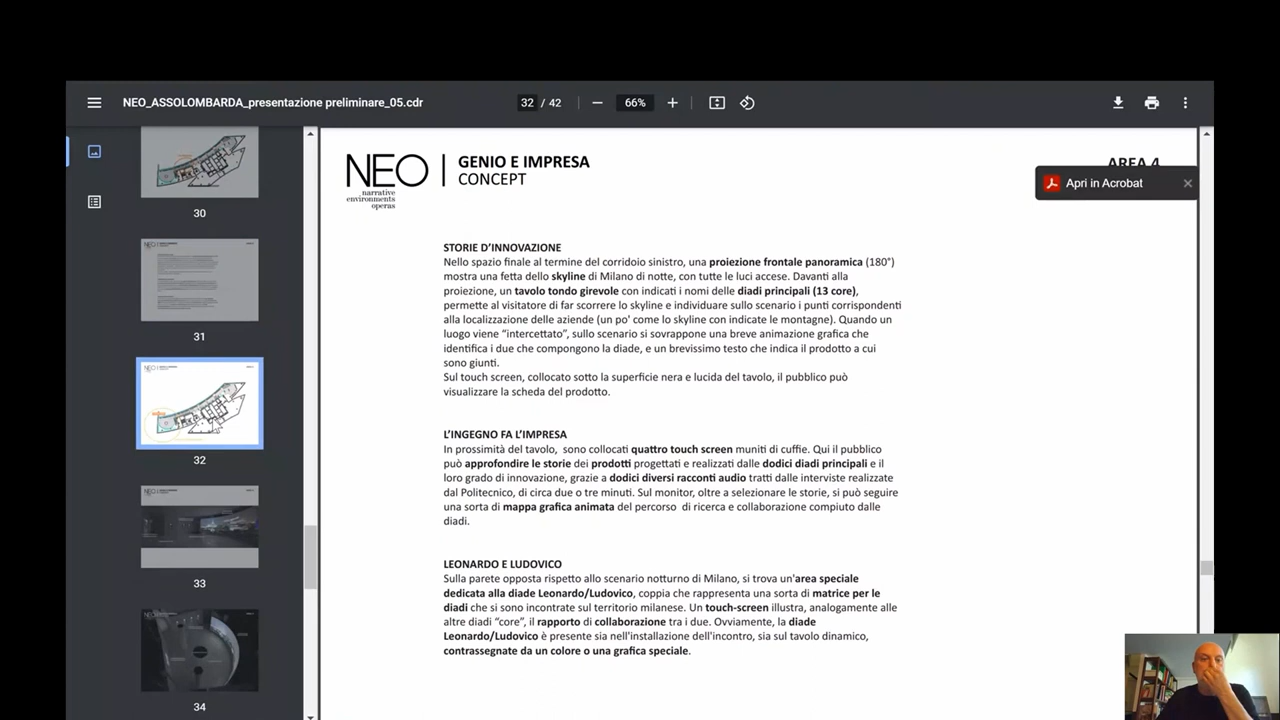 NEO_ASSOLOMBARDA_presentazione preliminare_05.cdr
32 / 42
66%
NEO
narrative
environments
operas
GENIO E IMPRESA
CONCEPT
AREA 4
Apri in Acrobat
STORIE D'INNOVAZIONE
Nello spazio finale al termine del corridoio sinistro, una proiezione frontale panoramica (180°)
mostra una fetta dello skyline di Milano di notte, con tutte le luci accese. Davanti alla
proiezione, un tavolo tondo girevole con indicati i nomi delle diadi principali (13 core),
permette al visitatore di far scorrere lo skyline e individuare sullo scenario i punti corrispondenti
alla localizzazione delle aziende (un po' come lo skyline con indicate le montagne). Quando un
luogo viene “intercettato”, sullo scenario si sovrappone una breve animazione grafica che
identifica i due che compongono la diade, e un brevissimo testo che indica il prodotto a cui
sono giunti.
Sul touch screen, collocato sotto la superficie nera e lucida del tavolo, il pubblico può
visualizzare la scheda del prodotto.
L'INGEGNO FA L'IMPRESA
In prossimità del tavolo, sono collocati quattro touch screen muniti di cuffie. Qui il pubblico
può approfondire le storie dei prodotti progettati e realizzati dalle dodici diadi principali e il
loro grado di innovazione, grazie a dodici diversi racconti audio tratti dalle interviste realizzate
dal Politecnico, di circa due o tre minuti. Sul monitor, oltre a selezionare le storie, si può seguire
una sorta di mappa grafica animata del percorso di ricerca e collaborazione compiuto dalle
diadi.
LEONARDO E LUDOVICO
Sulla parete opposta rispetto allo scenario notturno di Milano, si trova un'area speciale
dedicata alla diade Leonardo/Ludovico, coppia che rappresenta una sorta di matrice per le
diadi che si sono incontrate sul territorio milanese. Un touch-screen illustra, analogamente alle
altre diadi “core”, il rapporto di collaborazione tra i due. Ovviamente, la diade
Leonardo/Ludovico è presente sia nell'installazione dell'incontro, sia sul tavolo dinamico,
contrassegnate da un colore o una grafica speciale.
30
31
32
33
34